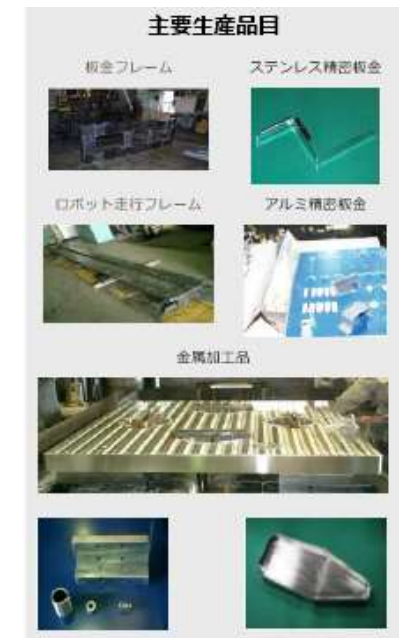 主要生産品目
板金フレーム
ステンレス精密板金
ロボット走行フレーム
アルミ精密板金
金属加工品